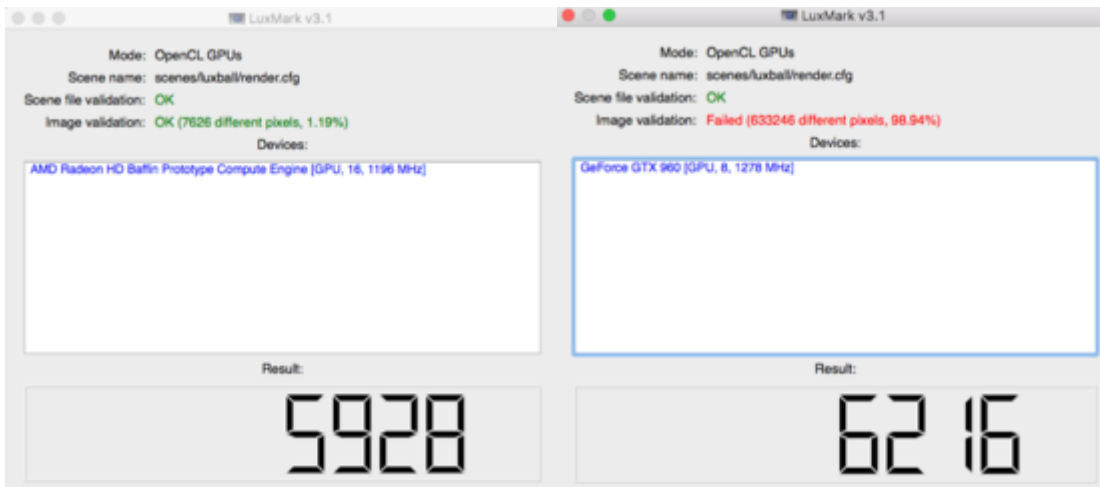 LuxMark v3.1
Mode: OpenCL GPUs
Scene name: scenes/luxball/render.cfg
Scene file validation: OK
Image validation: OK (7626 different pixels, 1.19%)
Devices:
AMD Radeon HD Baffin Prototype Compute Engine [GPU, 16, 1196 MHz]
Result:
5928
LuxMark v3.1
Mode: OpenCL GPUs
Scene name: scenes/luxball/render.cfg
Scene file validation: OK
Image validation: Failed (633246 different pixels, 98.94%)
Devices:
GeForce GTX 960 [GPU, 8, 1278 MHz]
Result:
6216